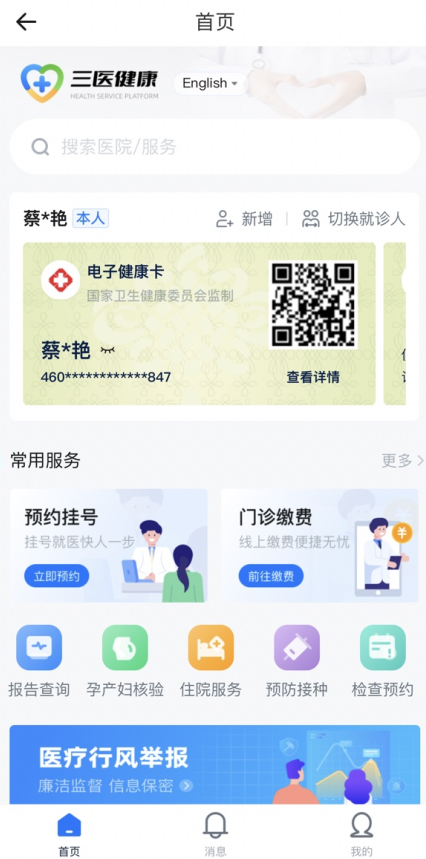 首页
三医健康
HEALTH SERVICE PLATFORM
English
搜索医院/服务
蔡*艳 本人 新增 切换就诊人
电子健康卡
国家卫生健康委员会监制
蔡*艳
460************847 查看详情
常用服务 更多
预约挂号
挂号就医快人一步
立即预约
门诊缴费
线上缴费便捷无忧
前往缴费
报告查询 孕产妇核验 住院服务 预防接种 检查预约
医疗行风举报
廉洁监督 信息保密
首页 消息 我的